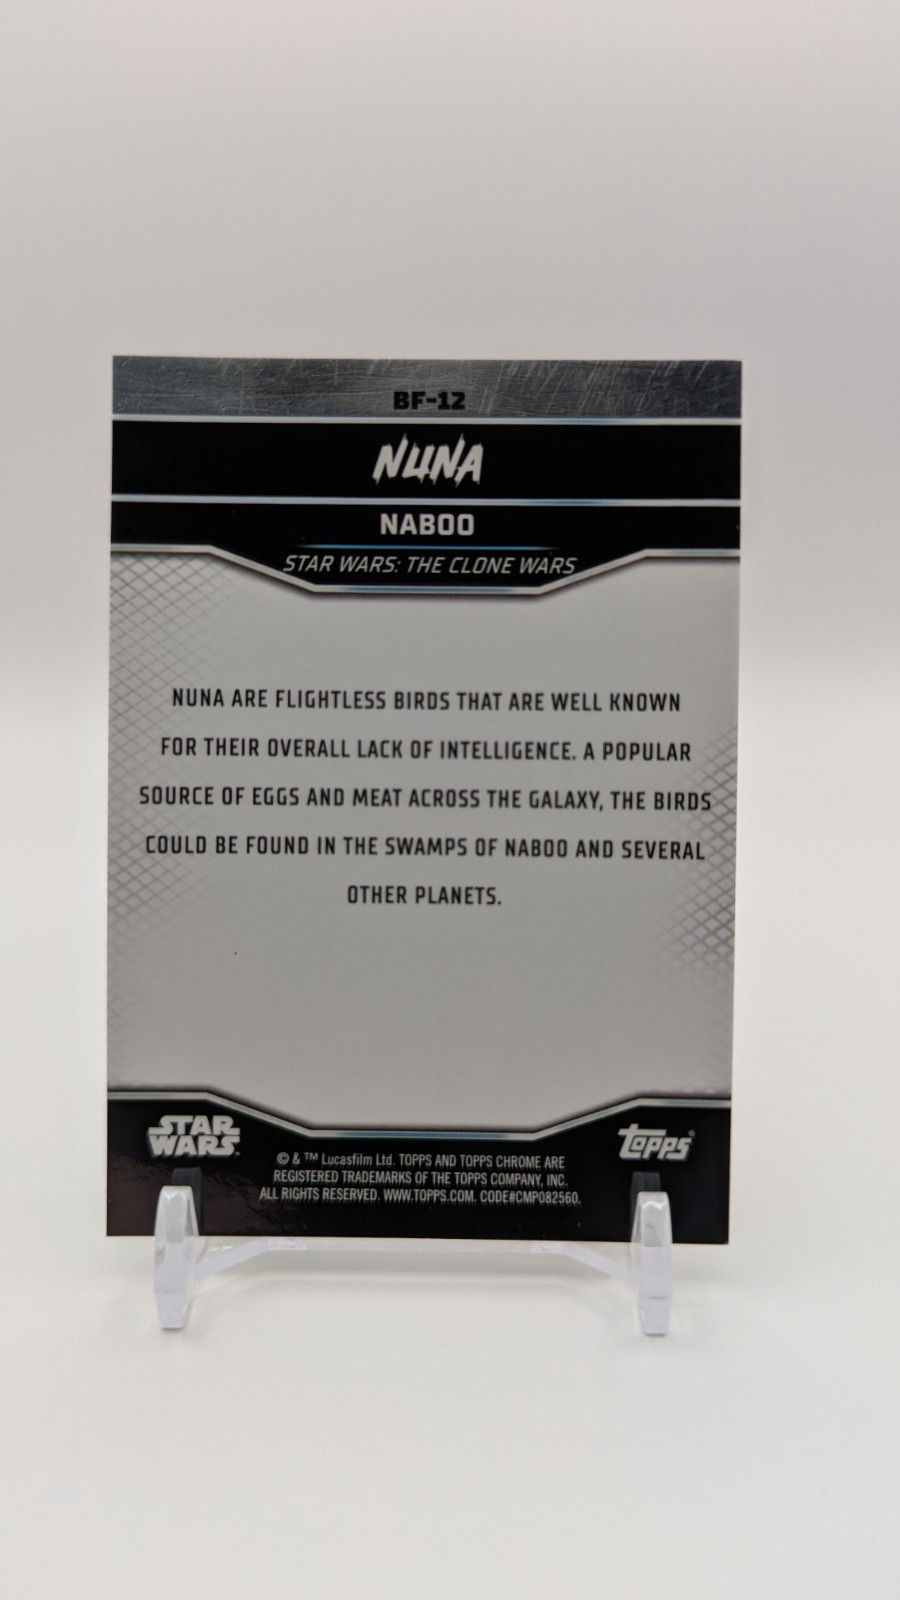 BF-12
NUNA
NABOO
STAR WARS: THE CLONE WARS
NUNA ARE FLIGHTLESS BIRDS THAT ARE WELL KNOWN
FOR THEIR OVERALL LACK OF INTELLIGENCE. A POPULAR
SOURCE OF EGGS AND MEAT ACROSS THE GALAXY, THE BIRDS
COULD BE FOUND IN THE SWAMPS OF NABOO AND SEVERAL
OTHER PLANETS.
STAR
WARS™
© & ™ Lucasfilm Ltd. TOPPS AND TOPPS CHROME ARE
REGISTERED TRADEMARKS OF THE TOPPS COMPANY, INC.
ALL RIGHTS RESERVED. WWW.TOPPS.COM. CODE#CMP082560.
Topps®